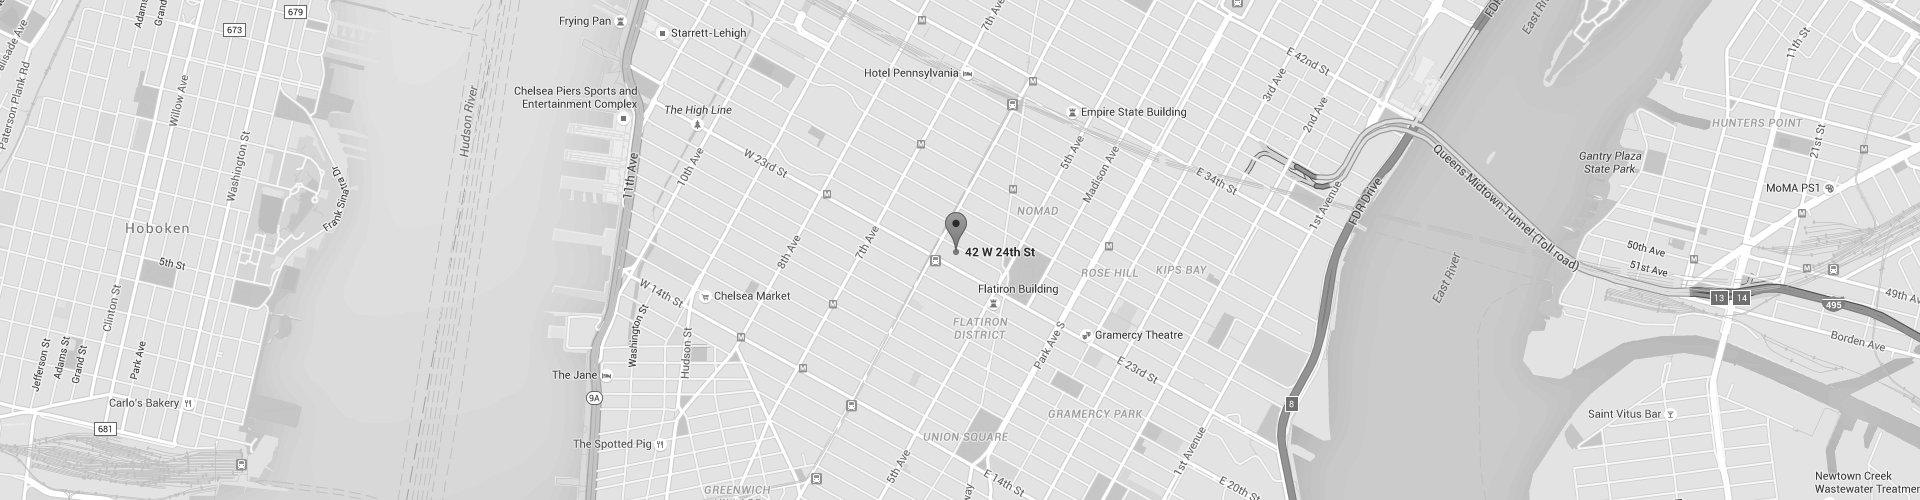 679
Adams St
Grand
673
Palisade Ave
Paterson Plank Rd
Willow Ave
Washington St
Frank Sinatra Dr
Hoboken
5th St
Clinton St
Park Ave
Jefferson St
Adams St
Grand St
Carlo's Bakery
681
Hudson River
Hudson River
Frying Pan
Starrett-Lehigh
Chelsea Piers Sports and
Entertainment Complex
The High Line
11th Ave
10th Ave
W 23rd St
7th Ave
Hotel Pennsylvania
Empire State Building
5th Ave
Madison Ave
E 42nd St
3rd Ave
2nd Ave
E 34th St
1st Avenue
FDR Drive
FDR
NOMAD
42 W 24th St
8th Ave
7th Ave
W 14th St
Chelsea Market
Washington St
Hudson St
The Jane
9A
The Spotted Pig
GREENWICH
Flatiron Building
FLATIRON
DISTRICT
ROSE HILL
KIPS BAY
Park Ave S
Gramercy Theatre
E 23rd St
GRAMERCY PARK
UNION SQUARE
5th Ave
E 14th St
way
1st Avenue
E 20th St
8
East River
East River
Queens Midtown Tunnel (Toll road)
11th St
HUNTERS POINT
21st St
Gantry Plaza
State Park
MoMA PS1
50th Ave
51st Ave
49th Av
13
14
495
Borden Ave
Saint Vitus Bar
Newtown Creek
Wastewater Treatmen